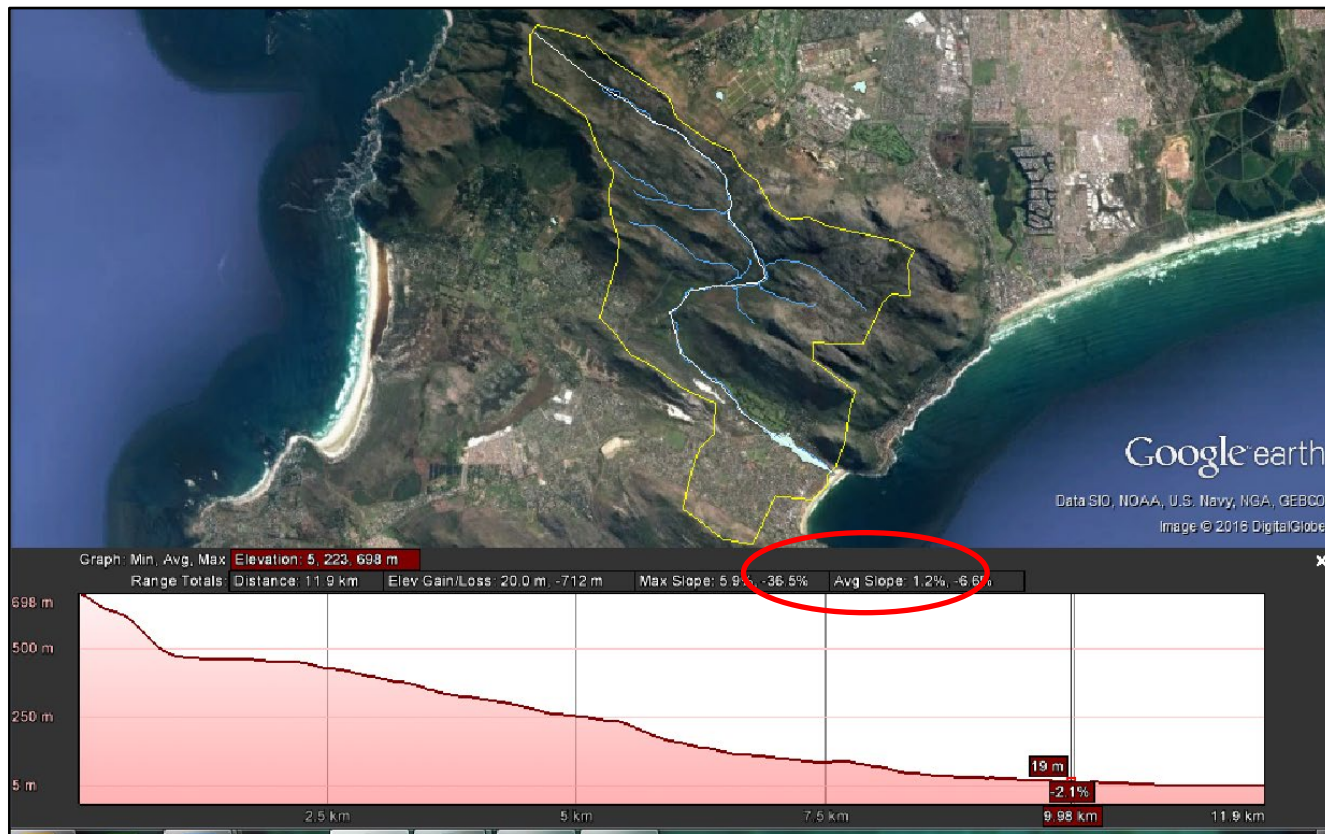 Google earth
Data SIO, NOAA, U.S. Navy, NGA, GEBCO
Image © 2016 DigitalGlobe
Graph: Min, Avg, Max Elevation: 5, 223, 698 m
Range Totals: Distance: 11.9 km Elev Gain/Loss: 20.0 m, -712 m Max Slope: 5.9%, -36.5% Avg Slope: 1.2%, -6.6%
698 m
500 m
250 m
19 m
5 m
-2.1%
2.5 km 5 km 7.5 km 9.98 km 11.9 km